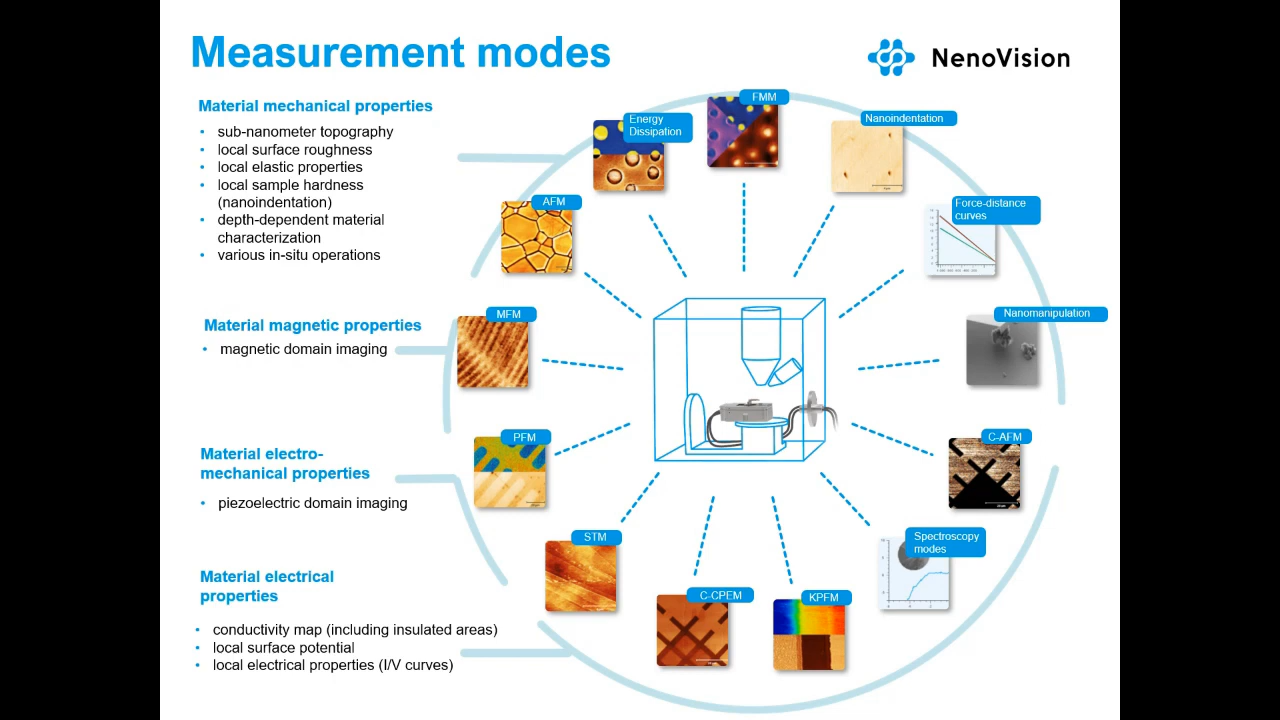 Measurement modes
NenoVision
Material mechanical properties
• sub-nanometer topography
• local surface roughness
• local elastic properties
• local sample hardness
(nanoindentation)
• depth-dependent material
characterization
• various in-situ operations
Material magnetic properties
• magnetic domain imaging
Material electro-
mechanical properties
• piezoelectric domain imaging
Material electrical
properties
• conductivity map (including insulated areas)
• local surface potential
• local electrical properties (I/V curves)
FMM
Energy
Dissipation
Nanoindentation
AFM
Force-distance
curves
MFM
Nanomanipulation
PFM
C-AFM
STM
Spectroscopy
modes
C-CPEM
KPFM